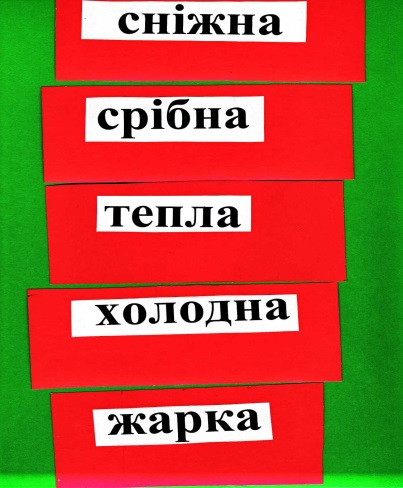 сніжна
срібна
тепла
холодна
жарка